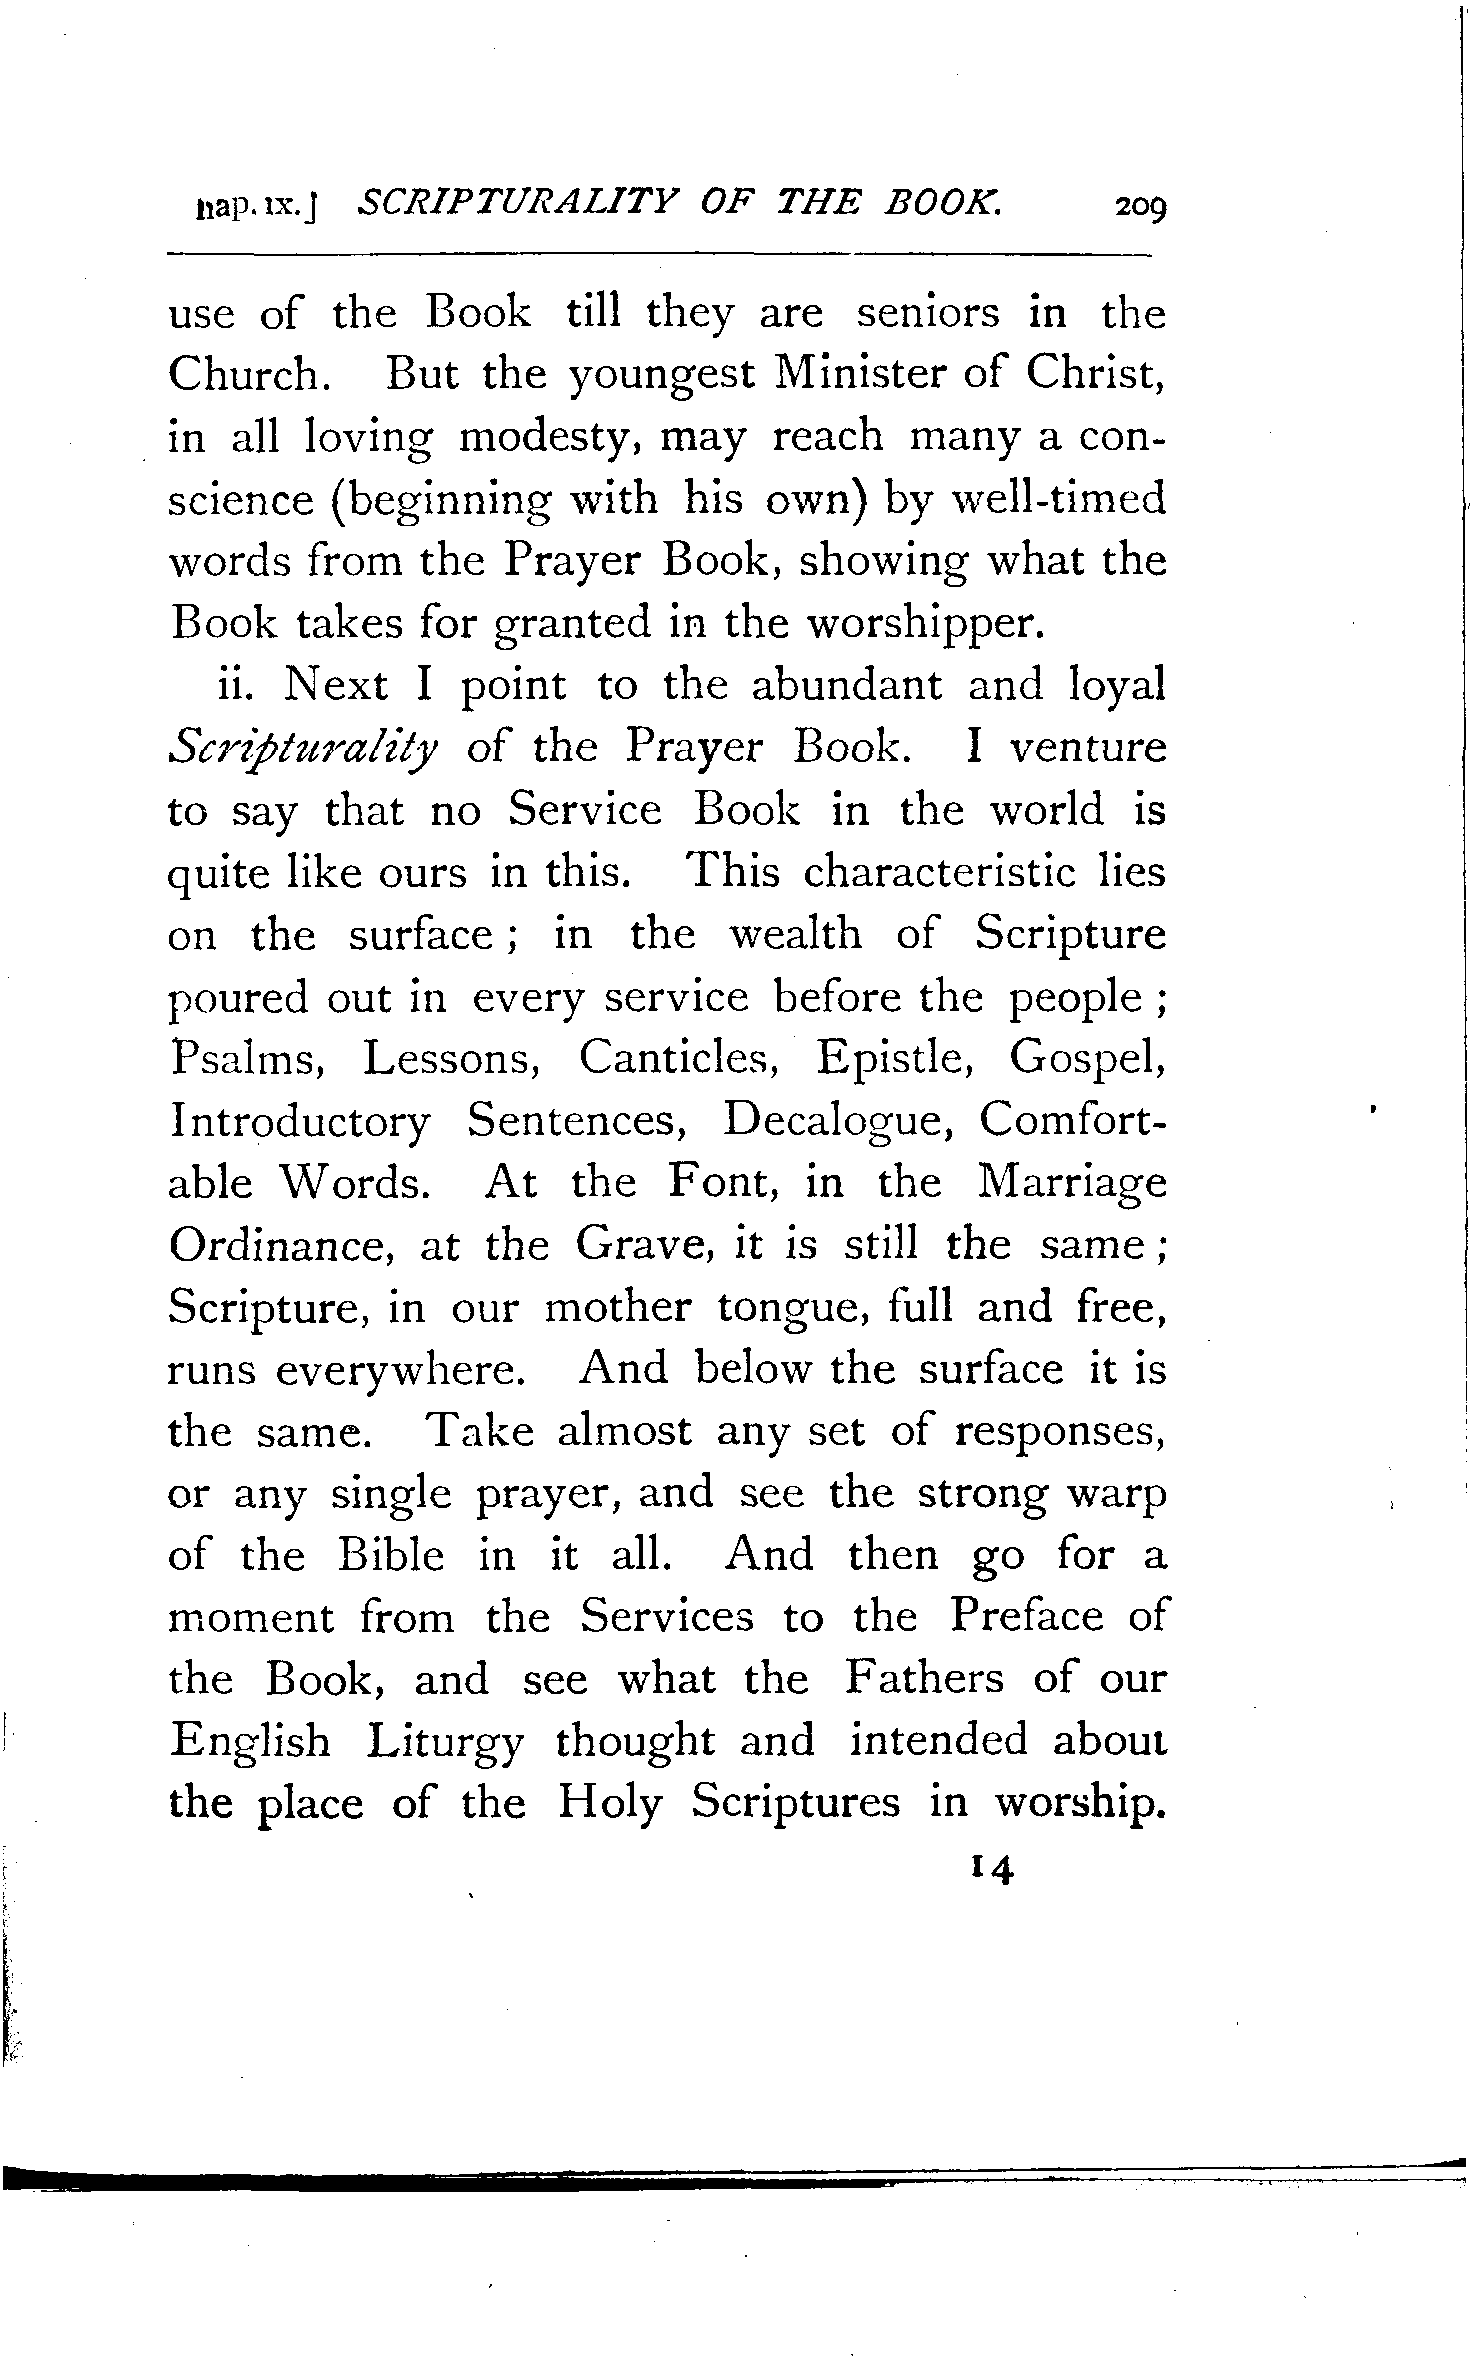 hap. ix.] SCRIPTURALITY OF THE BOOK. 209
use of the Book till they are seniors in the
Church. But the youngest Minister of Christ,
in all loving modesty, may reach many a con-
science (beginning with his own) by well-timed
words from the Prayer Book, showing what the
Book takes for granted in the worshipper.
ii. Next I point to the abundant and loyal
Scripturality of the Prayer Book. I venture
to say that no Service Book in the world is
quite like ours in this. This characteristic lies
on the surface ; in the wealth of Scripture
poured out in every service before the people ;
Psalms, Lessons, Canticles, Epistle, Gospel,
Introductory Sentences, Decalogue, Comfort-
able Words. At the Font, in the Marriage
Ordinance, at the Grave, it is still the same ;
Scripture, in our mother tongue, full and free,
runs everywhere. And below the surface it is
the same. Take almost any set of responses,
or any single prayer, and see the strong warp
of the Bible in it all. And then go for a
moment from the Services to the Preface of
the Book, and see what the Fathers of our
English Liturgy thought and intended about
the place of the Holy Scriptures in worship.
14